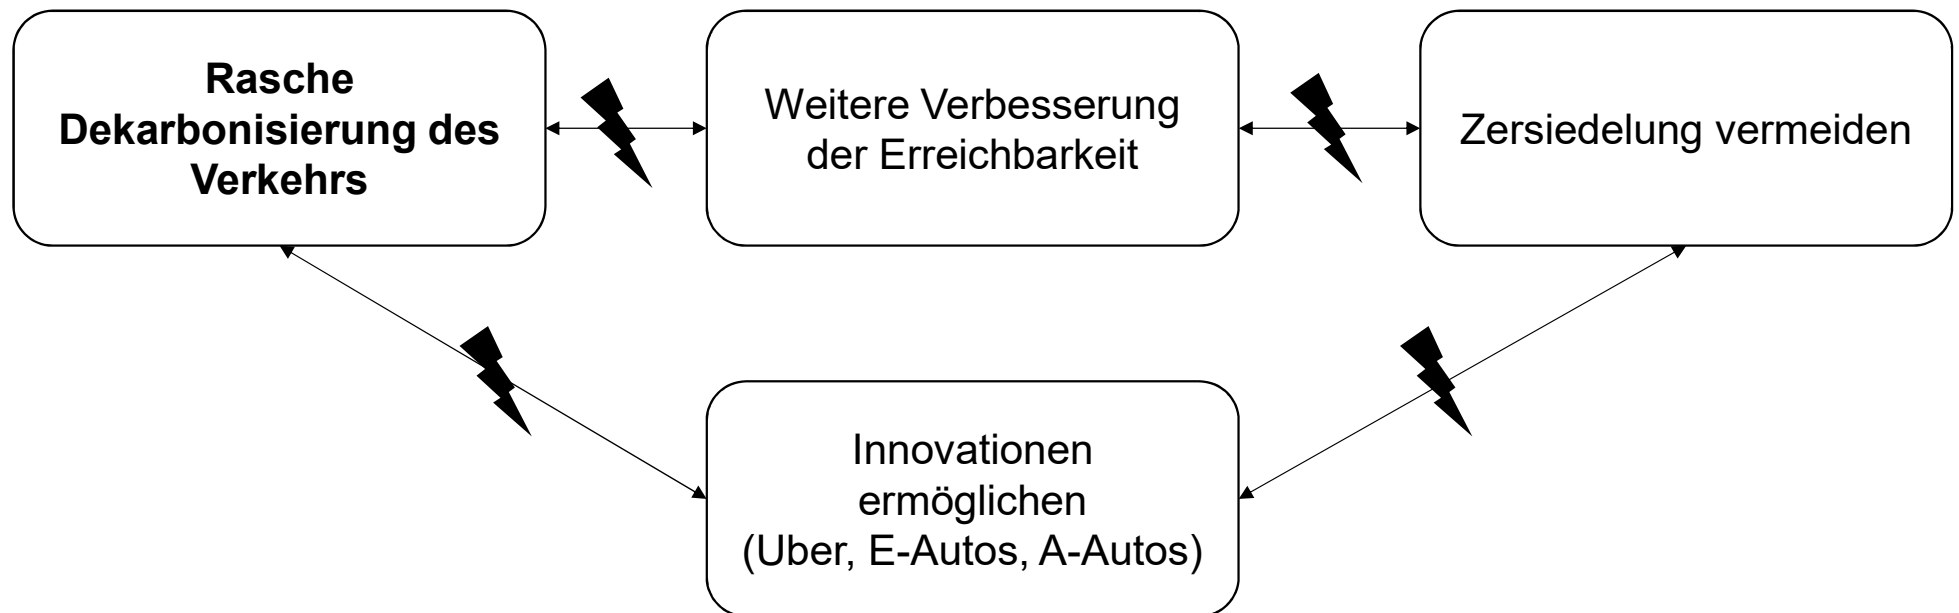 Rasche
Dekarbonisierung des
Verkehrs
Weitere Verbesserung
der Erreichbarkeit
Zersiedelung vermeiden
Innovationen
ermöglichen
(Uber, E-Autos, A-Autos)